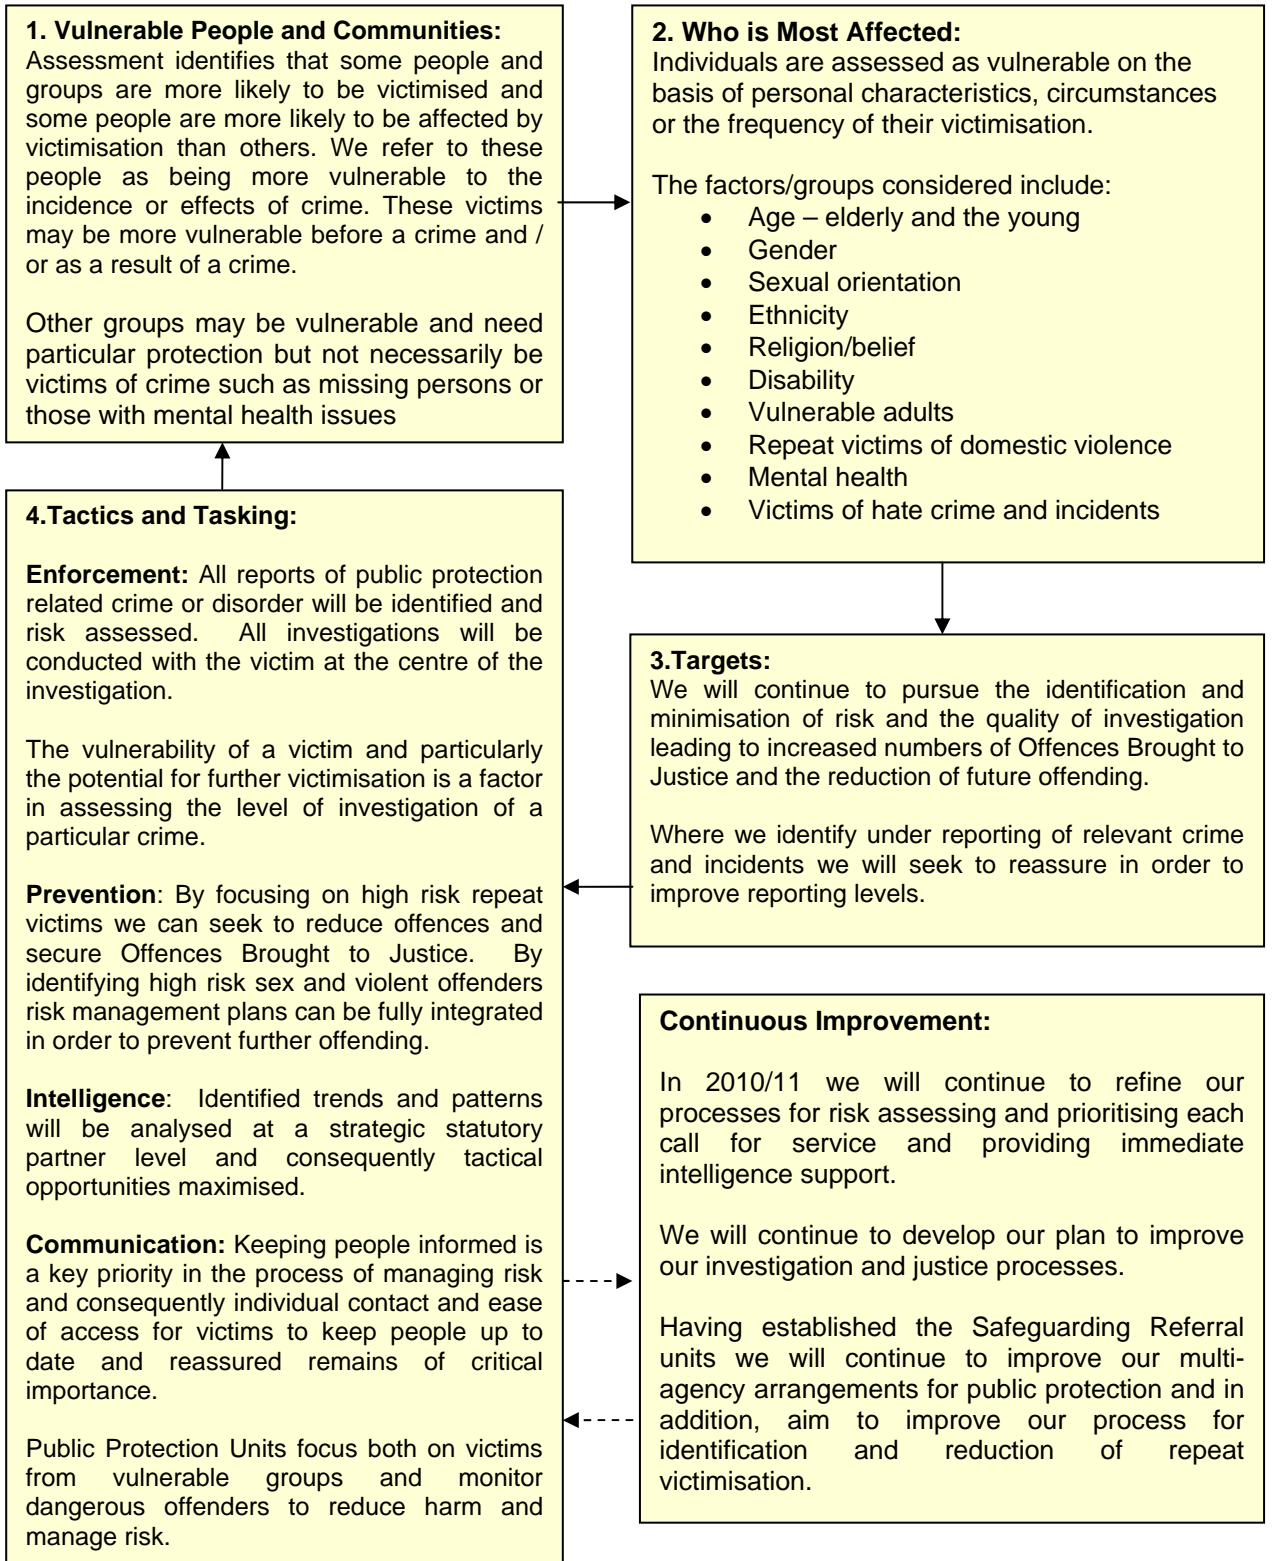 1. Vulnerable People and Communities:
Assessment identifies that some people and
groups are more likely to be victimised and
some people are more likely to be affected by
victimisation than others. We refer to these
people as being more vulnerable to the
incidence or effects of crime. These victims
may be more vulnerable before a crime and /
or as a result of a crime.
Other groups may be vulnerable and need
particular protection but not necessarily be
victims of crime such as missing persons or
those with mental health issues
2. Who is Most Affected:
Individuals are assessed as vulnerable on the
basis of personal characteristics, circumstances
or the frequency of their victimisation.
The factors/groups considered include:
• Age – elderly and the young
• Gender
• Sexual orientation
• Ethnicity
• Religion/belief
• Disability
• Vulnerable adults
• Repeat victims of domestic violence
• Mental health
• Victims of hate crime and incidents
3.Targets:
We will continue to pursue the identification and
minimisation of risk and the quality of investigation
leading to increased numbers of Offences Brought to
Justice and the reduction of future offending.
Where we identify under reporting of relevant crime
and incidents we will seek to reassure in order to
improve reporting levels.
4.Tactics and Tasking:
Enforcement: All reports of public protection
related crime or disorder will be identified and
risk assessed. All investigations will be
conducted with the victim at the centre of the
investigation.
The vulnerability of a victim and particularly
the potential for further victimisation is a factor
in assessing the level of investigation of a
particular crime.
Prevention: By focusing on high risk repeat
victims we can seek to reduce offences and
secure Offences Brought to Justice. By
identifying high risk sex and violent offenders
risk management plans can be fully integrated
in order to prevent further offending.
Intelligence: Identified trends and patterns
will be analysed at a strategic statutory
partner level and consequently tactical
opportunities maximised.
Communication: Keeping people informed is
a key priority in the process of managing risk
and consequently individual contact and ease
of access for victims to keep people up to
date and reassured remains of critical
importance.
Public Protection Units focus both on victims
from vulnerable groups and monitor
dangerous offenders to reduce harm and
manage risk.
Continuous Improvement:
In 2010/11 we will continue to refine our
processes for risk assessing and prioritising each
call for service and providing immediate
intelligence support.
We will continue to develop our plan to improve
our investigation and justice processes.
Having established the Safeguarding Referral
units we will continue to improve our multi-
agency arrangements for public protection and in
addition, aim to improve our process for
identification and reduction of repeat
victimisation.